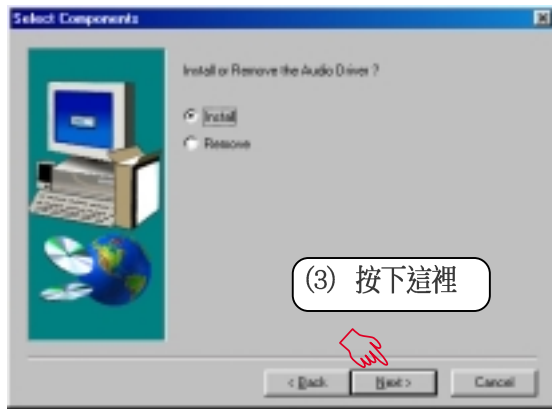 Select Components
Install or Remove the Audio Driver ?
Install
Remove
(3) 按下這裡
< Back
Next >
Cancel